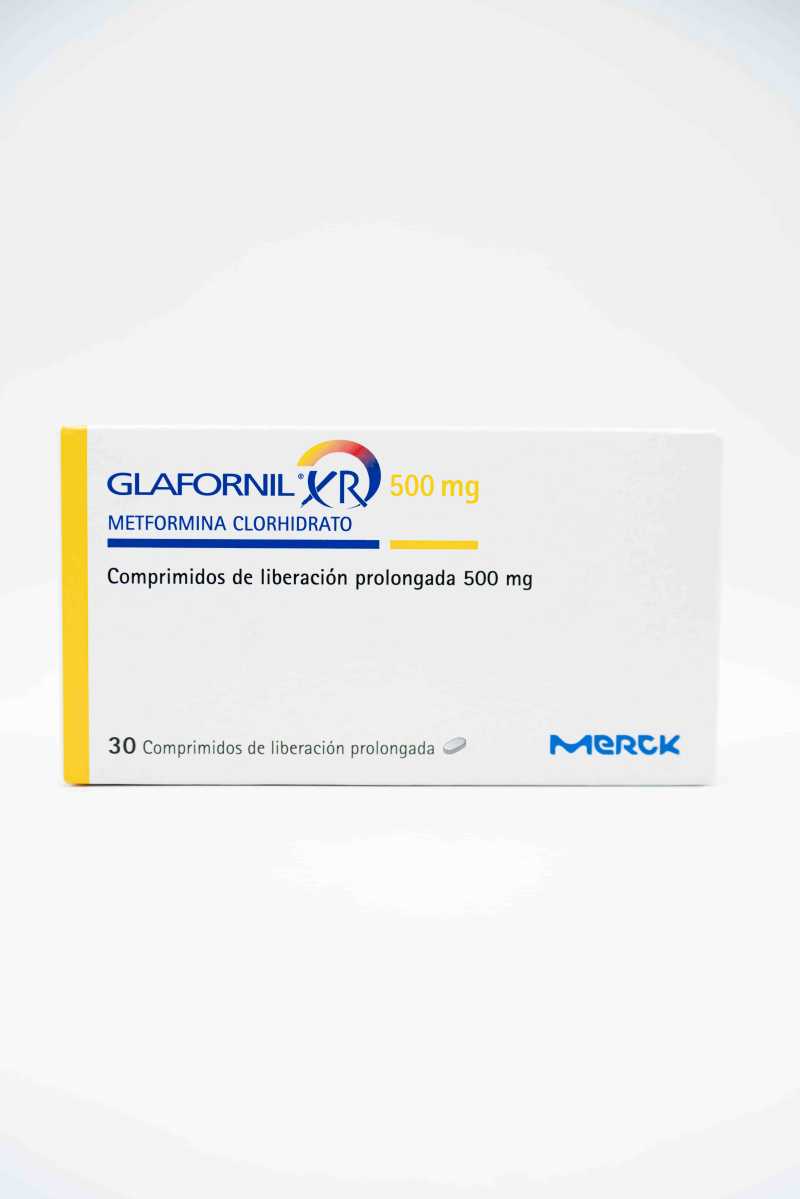 GLAFORNIL® XR 500 mg
METFORMINA CLORHIDRATO
Comprimidos de liberación prolongada 500 mg
30 Comprimidos de liberación prolongada
MERCK